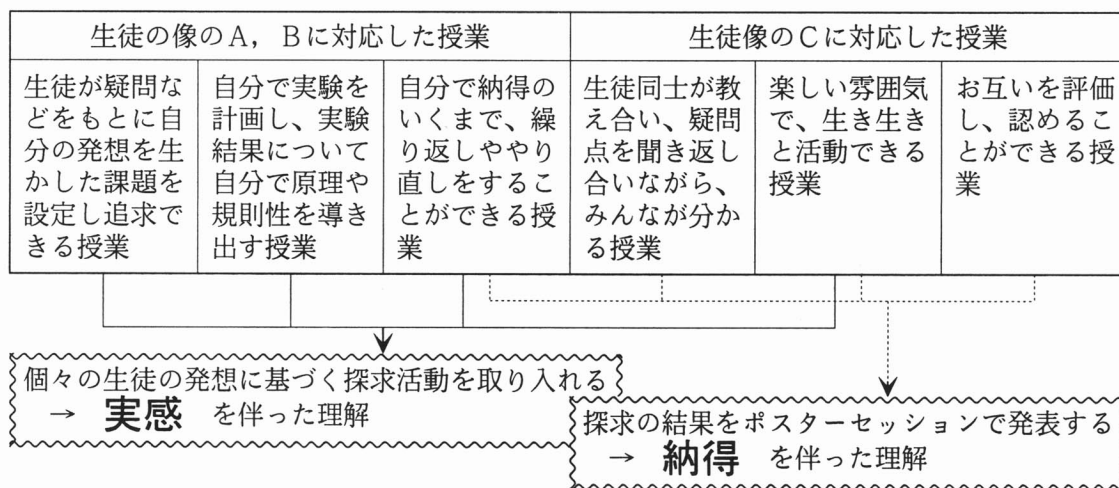 生徒の像のA，Bに対応した授業
生徒像のCに対応した授業
生徒が疑問な
どをもとに自
分の発想を生
かした課題を
設定し追求で
きる授業
自分で実験を
計画し、実験
結果について
自分で原理や
規則性を導き
出す授業
自分で納得の
いくまで、繰
り返しややり
直しをするこ
とができる授
業
生徒同士が教
え合い、疑問
点を聞き返し
合いながら、
みんなが分か
る授業
楽しい雰囲気
で、生き生き
と活動できる
授業
お互いを評価
し、認めるこ
とができる授
業
個々の生徒の発想に基づく探求活動を取り入れる
→ 実感 を伴った理解
探求の結果をポスターセッションで発表する
→ 納得 を伴った理解